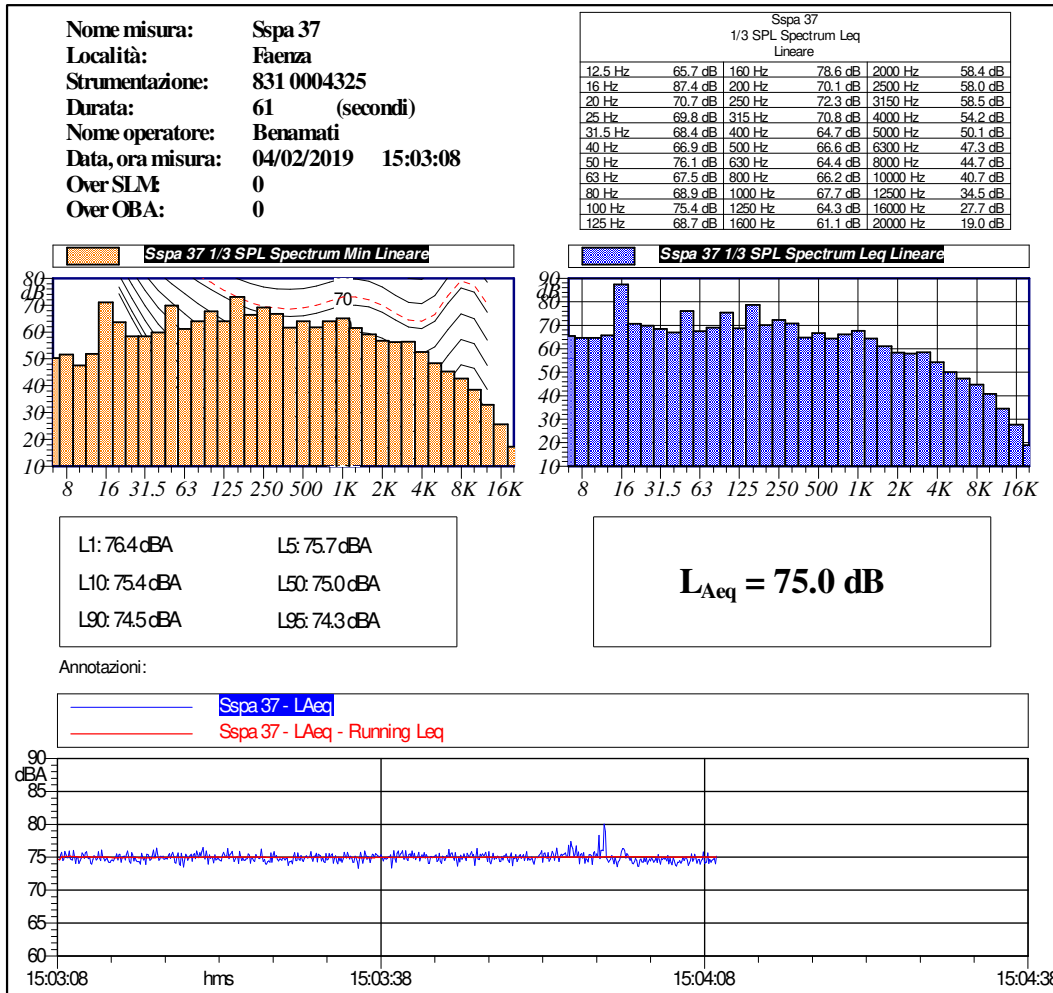 Nome misura: Sspa 37
Località: Faenza
Strumentazione: 831 0004325
Durata: 61 (secondi)
Nome operatore: Benamati
Data, ora misura: 04/02/2019 15:03:08
Over SLM: 0
Over OBA: 0
Sspa 37
1/3 SPL Spectrum Leq
Lineare
12.5 Hz 65.7 dB 160 Hz 78.6 dB 2000 Hz 58.4 dB
16 Hz 87.4 dB 200 Hz 70.1 dB 2500 Hz 58.0 dB
20 Hz 70.7 dB 250 Hz 72.3 dB 3150 Hz 58.5 dB
25 Hz 69.8 dB 315 Hz 70.8 dB 4000 Hz 54.2 dB
31.5 Hz 68.4 dB 400 Hz 64.7 dB 5000 Hz 50.1 dB
40 Hz 66.9 dB 500 Hz 66.6 dB 6300 Hz 47.3 dB
50 Hz 76.1 dB 630 Hz 64.4 dB 8000 Hz 44.7 dB
63 Hz 67.5 dB 800 Hz 66.2 dB 10000 Hz 40.7 dB
80 Hz 68.9 dB 1000 Hz 67.7 dB 12500 Hz 34.5 dB
100 Hz 75.4 dB 1250 Hz 64.3 dB 16000 Hz 27.7 dB
125 Hz 68.7 dB 1600 Hz 61.1 dB 20000 Hz 19.0 dB
Sspa 37 1/3 SPL Spectrum Min Lineare
80
dB
70
60
50
40
30
20
10
70
8 16 31.5 63 125 250 500 1K 2K 4K 8K 16K
Sspa 37 1/3 SPL Spectrum Leq Lineare
90
dB
80
70
60
50
40
30
20
10
8 16 31.5 63 125 250 500 1K 2K 4K 8K 16K
L1: 76.4 dBA L5: 75.7 dBA
L10: 75.4 dBA L50: 75.0 dBA
L90: 74.5 dBA L95: 74.3 dBA
LAeq = 75.0 dB
Annotazioni:
Sspa 37 - LAeq
Sspa 37 - LAeq - Running Leq
90
dBA
85
80
75
70
65
60
15:03:08 hms 15:03:38 15:04:08 15:04:38